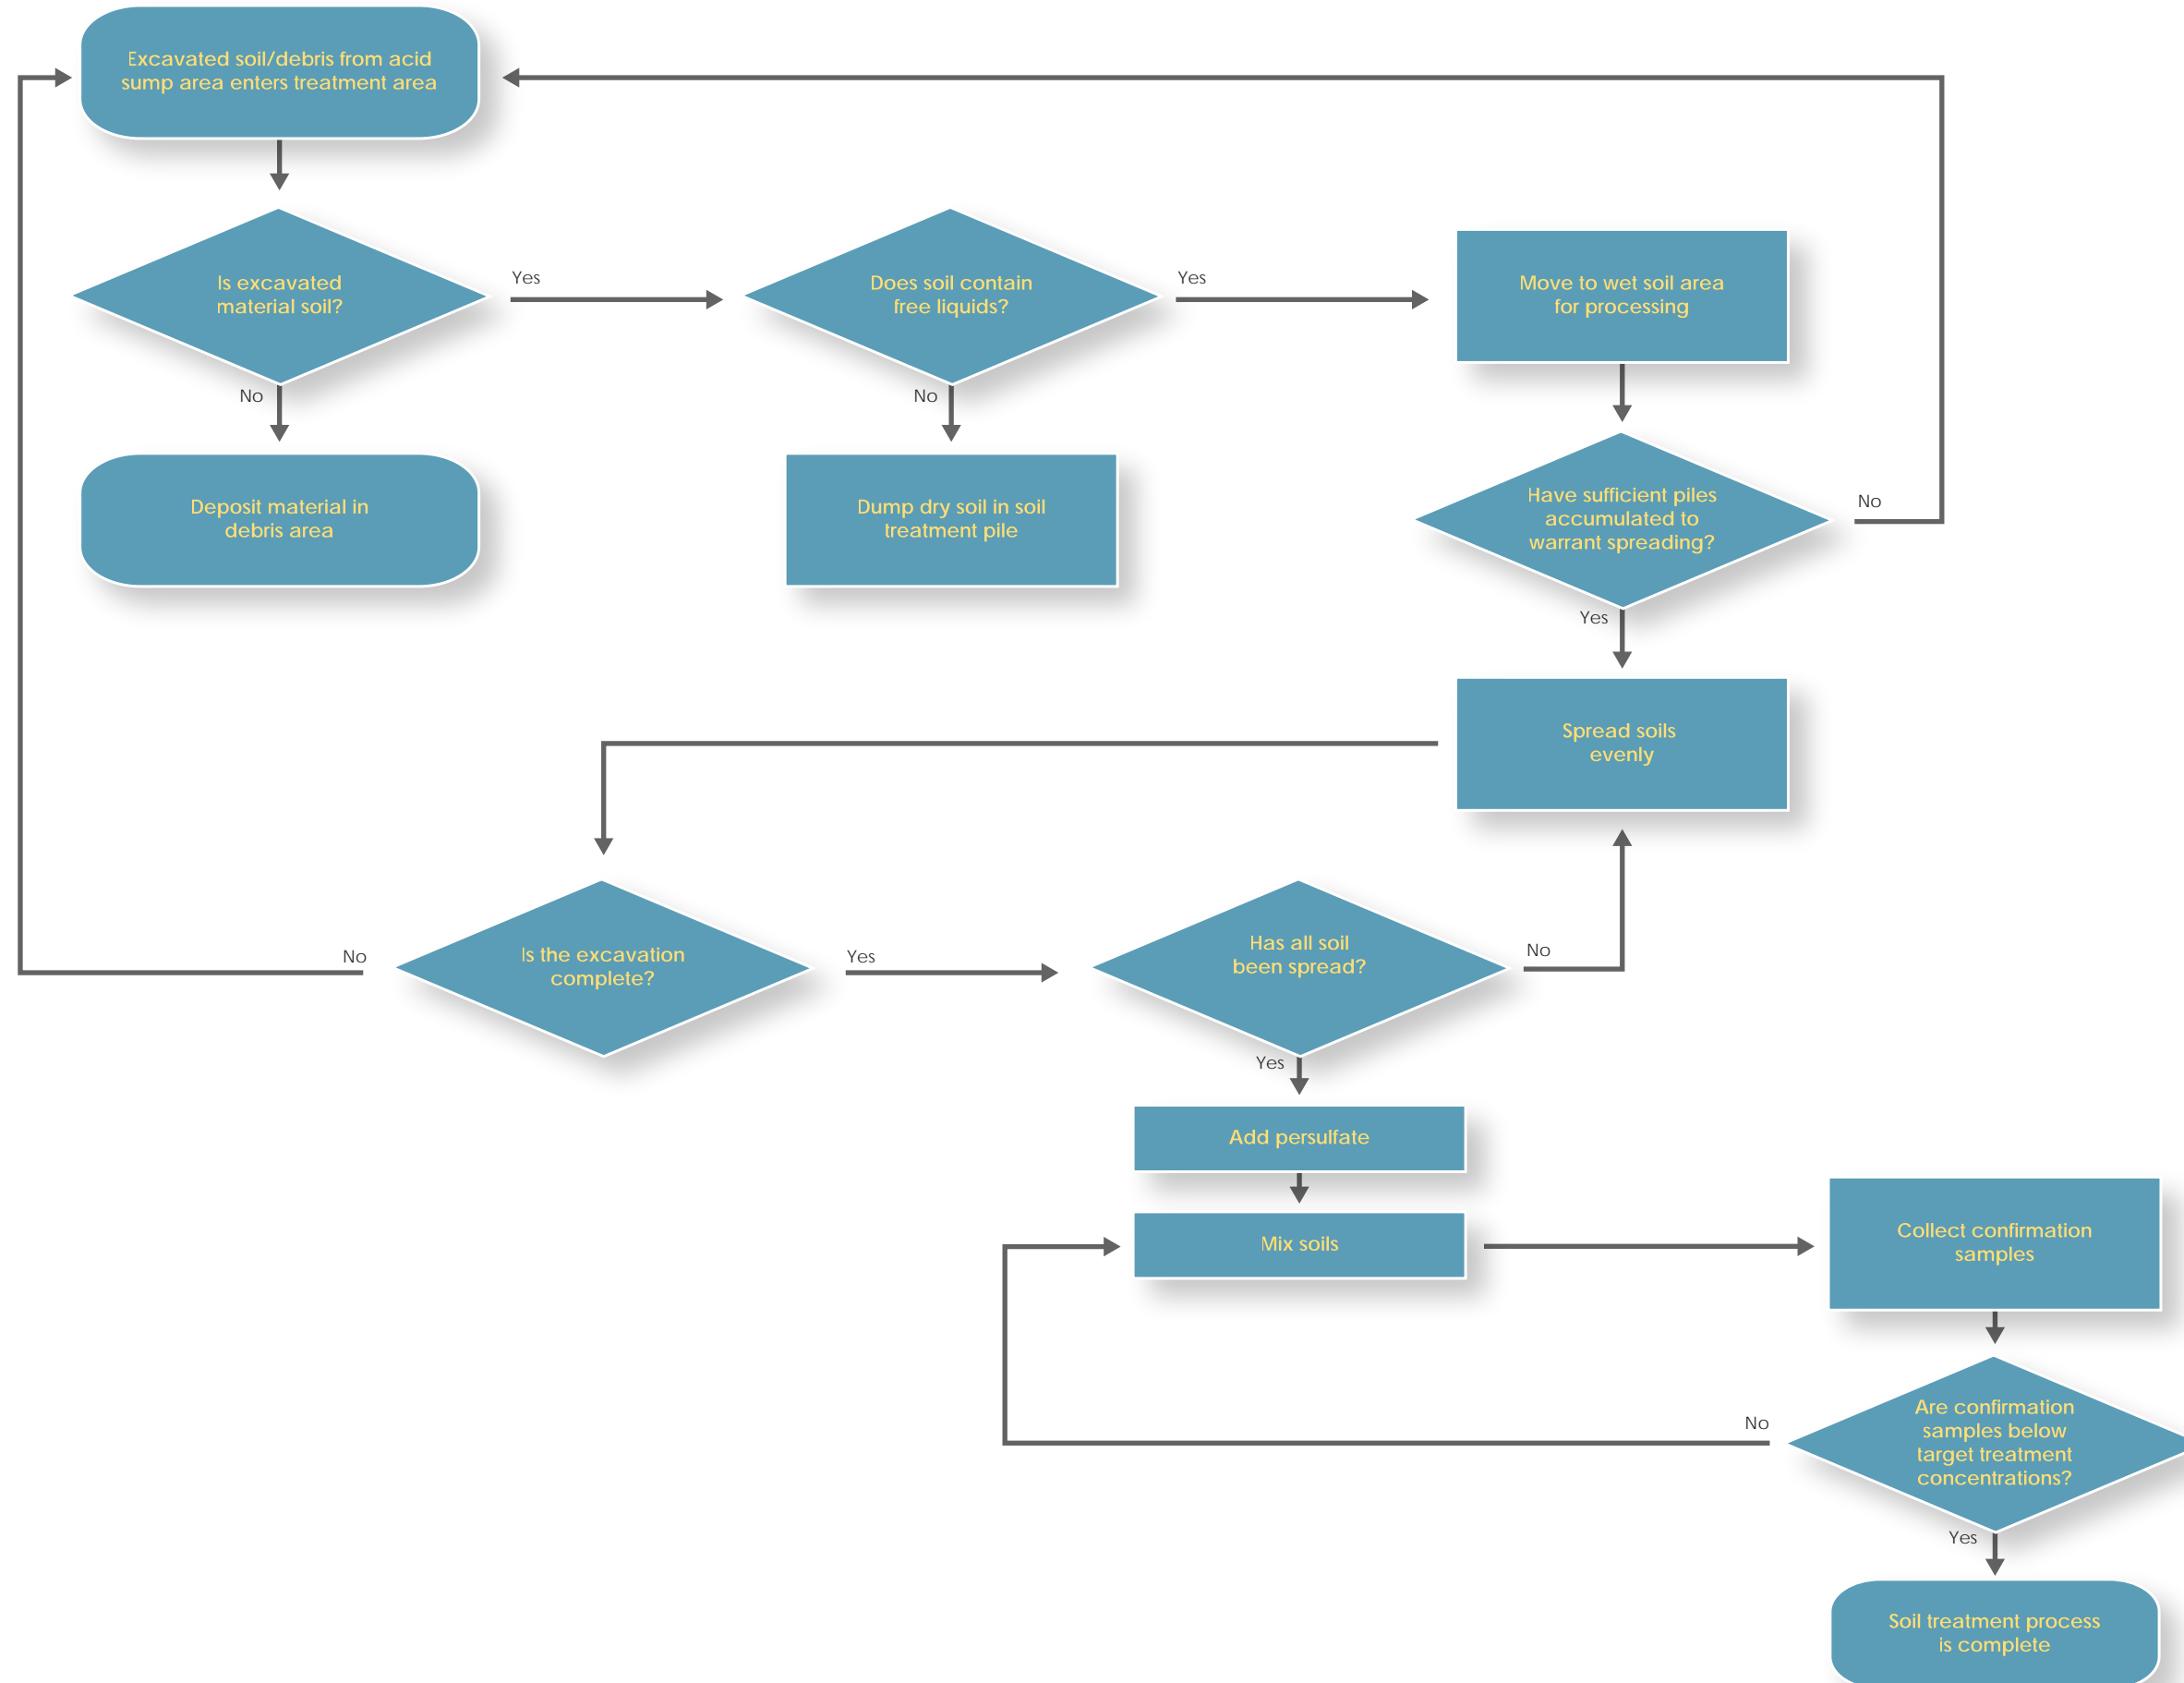 Excavated soil/debris from acid
sump area enters treatment area
Is excavated
material soil?
Yes
Does soil contain
free liquids?
Yes
Move to wet soil area
for processing
No
No
Deposit material in
debris area
Dump dry soil in soil
treatment pile
Have sufficient piles
accumulated to
warrant spreading?
No
Yes
Spread soils
evenly
No
Is the excavation
complete?
Yes
Has all soil
been spread?
No
Yes
Add persulfate
Mix soils
Collect confirmation
samples
No
Are confirmation
samples below
target treatment
concentrations?
Yes
Soil treatment process
is complete